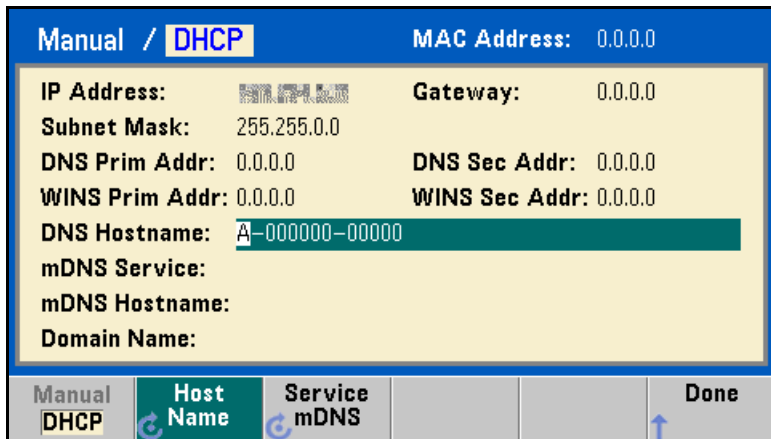 Manual / DHCP MAC Address: 0.0.0.0
IP Address: Gateway: 0.0.0.0
Subnet Mask: 255.255.0.0
DNS Prim Addr: 0.0.0.0 DNS Sec Addr: 0.0.0.0
WINS Prim Addr: 0.0.0.0 WINS Sec Addr: 0.0.0.0
DNS Hostname: A-000000-00000
mDNS Service:
mDNS Hostname:
Domain Name:
Manual Host Service Done
DHCP Name mDNS